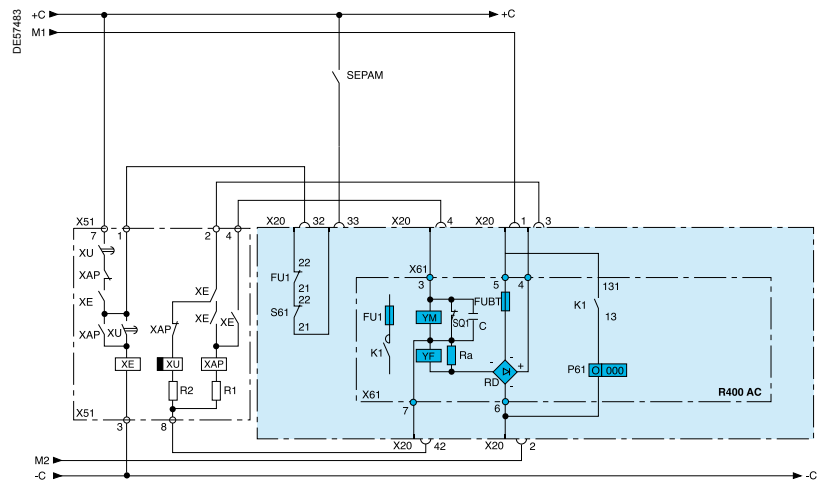 DE57483
+C
+C
M1
SEPAM
X51
X20 32 33
X20 4
X20 1 3
7 1 2 4
XU
XAP
XE
XAP XU
XE
XAP
XU
R2
XE
XE XE
XAP
R1
22
FU1
21
22
S61
21
X61
3 5 4
FU1
K1
YM
SQ1
C
YF
Ra
FUBT
-
-
-
+
RD
131
K1
13
P61 O 000
R400 AC
X61
7 6
X51
3 8
X20 42
X20 2
M2
-C
-C